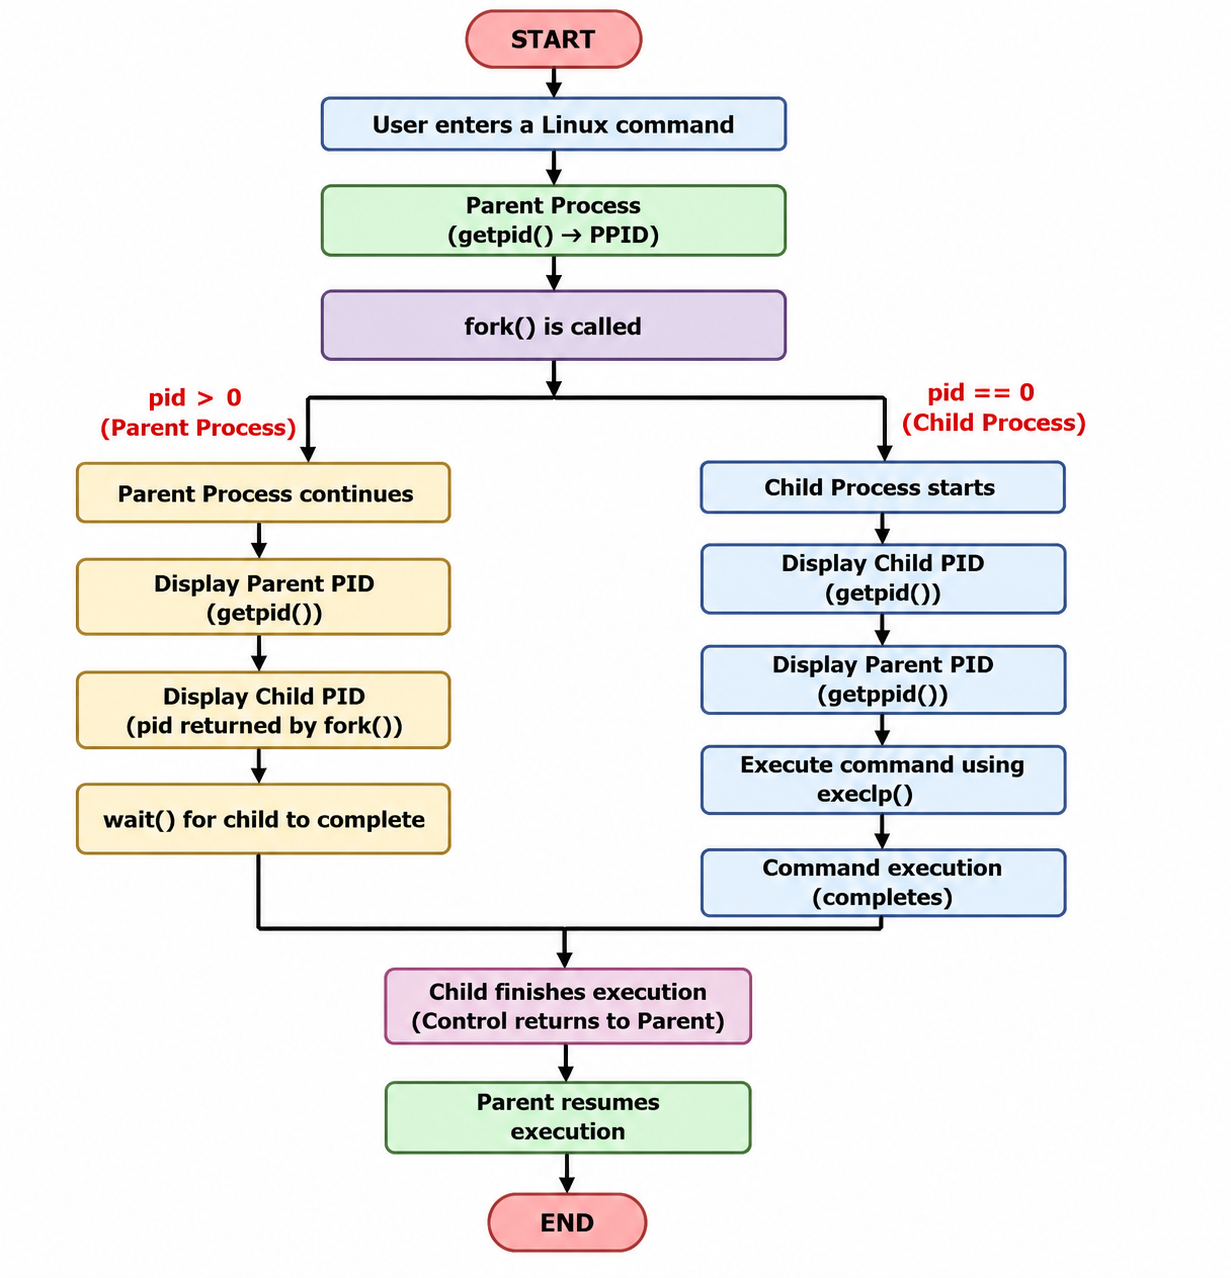 START
User enters a Linux command
Parent Process
(getpid() → PPID)
fork() is called
pid > 0
(Parent Process)
pid == 0
(Child Process)
Parent Process continues
Display Parent PID
(getpid())
Display Child PID
(pid returned by fork())
wait() for child to complete
Child Process starts
Display Child PID
(getpid())
Display Parent PID
(getppid())
Execute command using
execlp()
Command execution
(completes)
Child finishes execution
(Control returns to Parent)
Parent resumes
execution
END